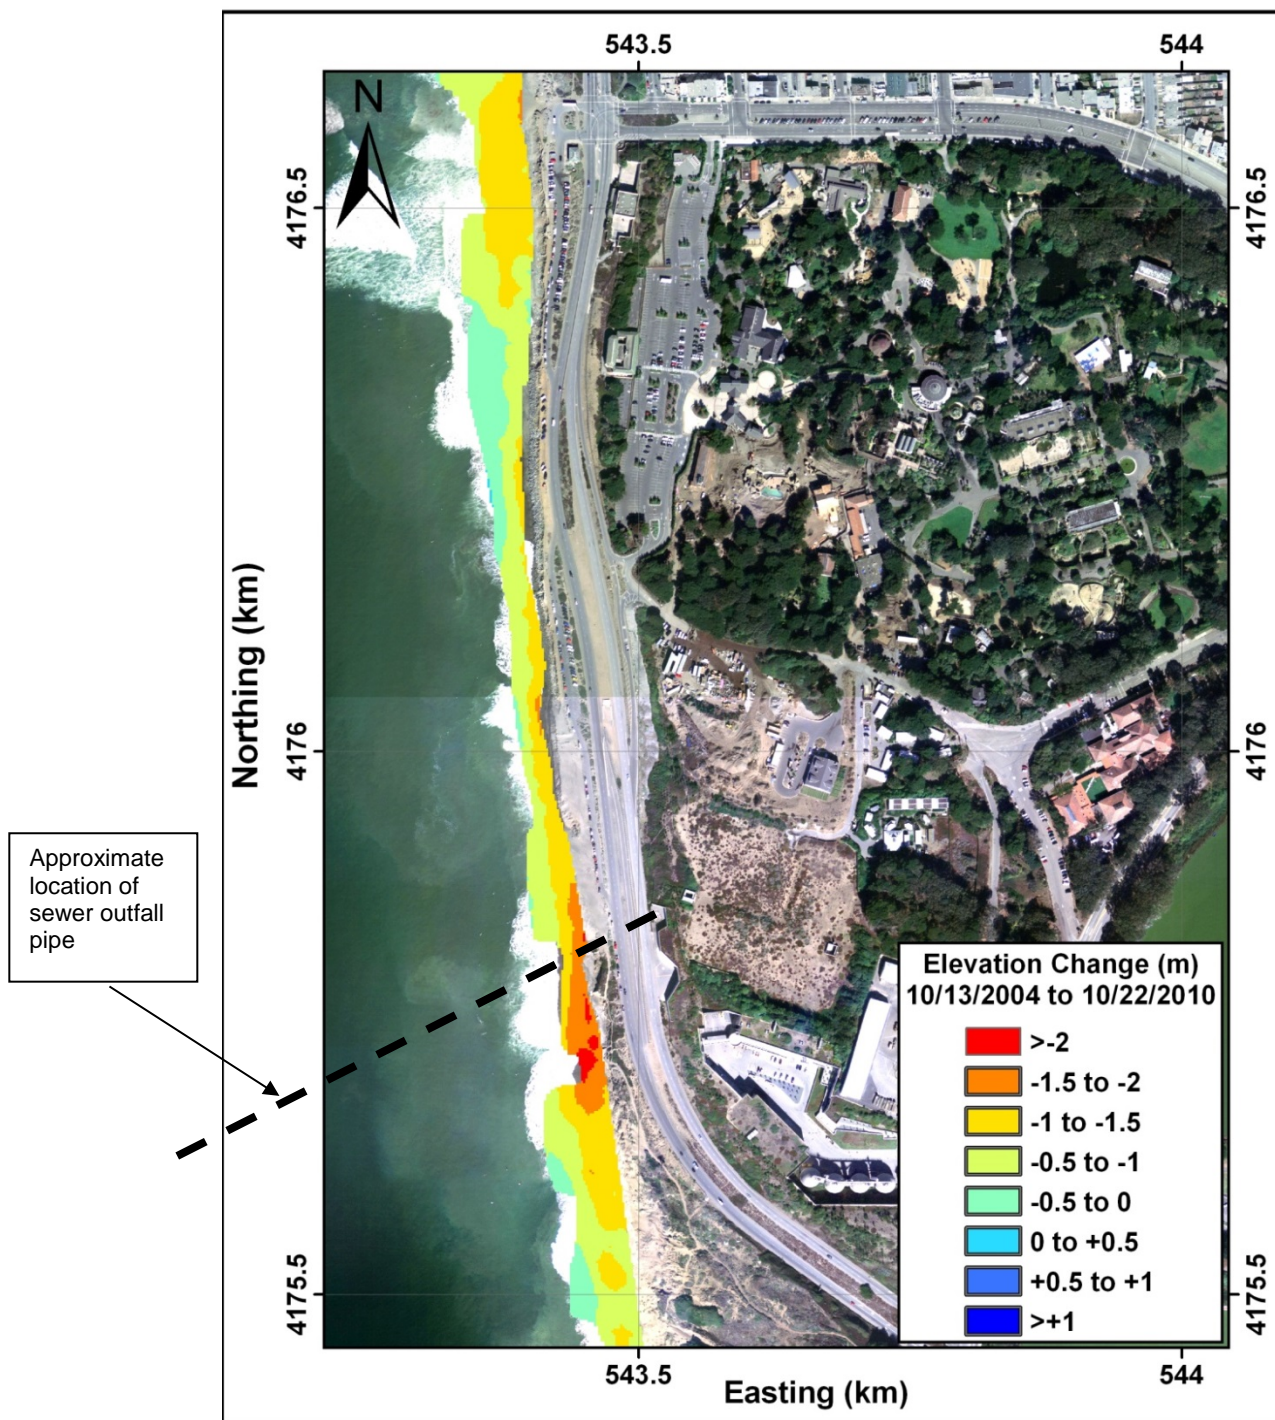 543.5
544
N
4176.5
4176.5
Northing (km)
4176
4176
Approximate
location of
sewer outfall
pipe
Elevation Change (m)
10/13/2004 to 10/22/2010
>-2
-1.5 to -2
-1 to -1.5
-0.5 to -1
-0.5 to 0
0 to +0.5
+0.5 to +1
>+1
4175.5
4175.5
543.5
544
Easting (km)